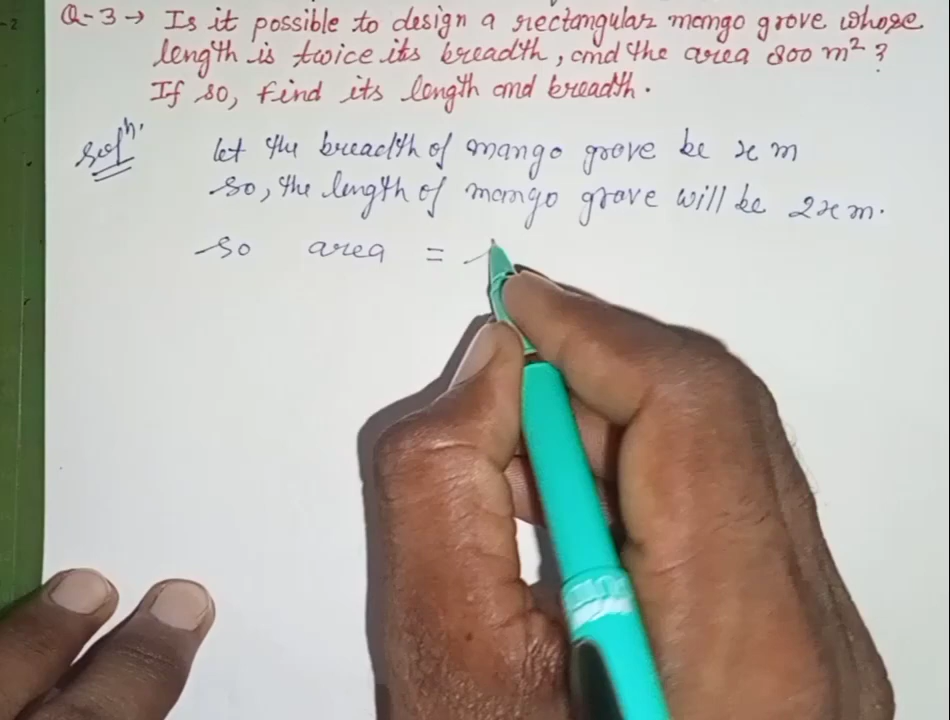 Q-3→ Is it possible to design a rectangular mango grove whose
length is twice its breadth, and the area 800 m²?
If so, find its length and breadth.
Solⁿ. let the breadth of mango grove be x m
So, the length of mango grove will be 2x m.
So area =